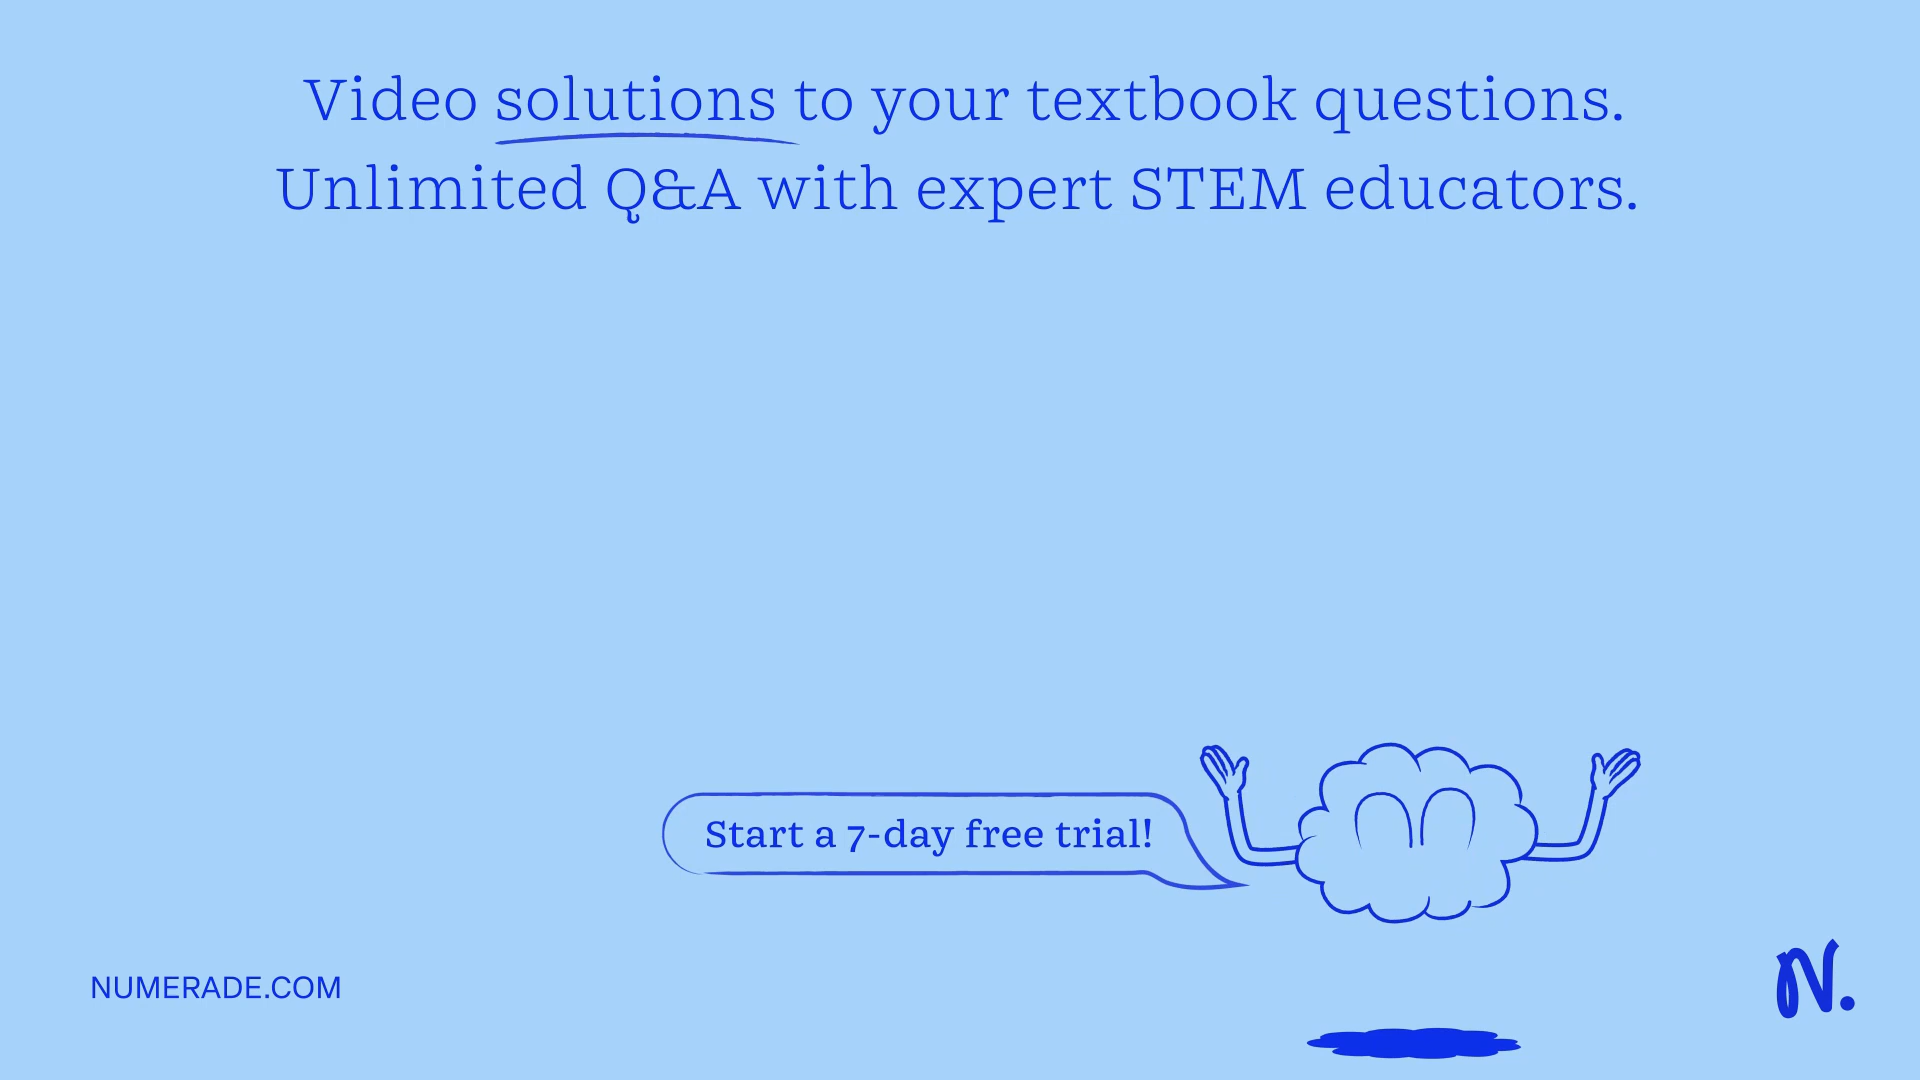 Video solutions to your textbook questions.
Unlimited Q&A with expert STEM educators.
Start a 7-day free trial!
NUMERADE.COM
N.